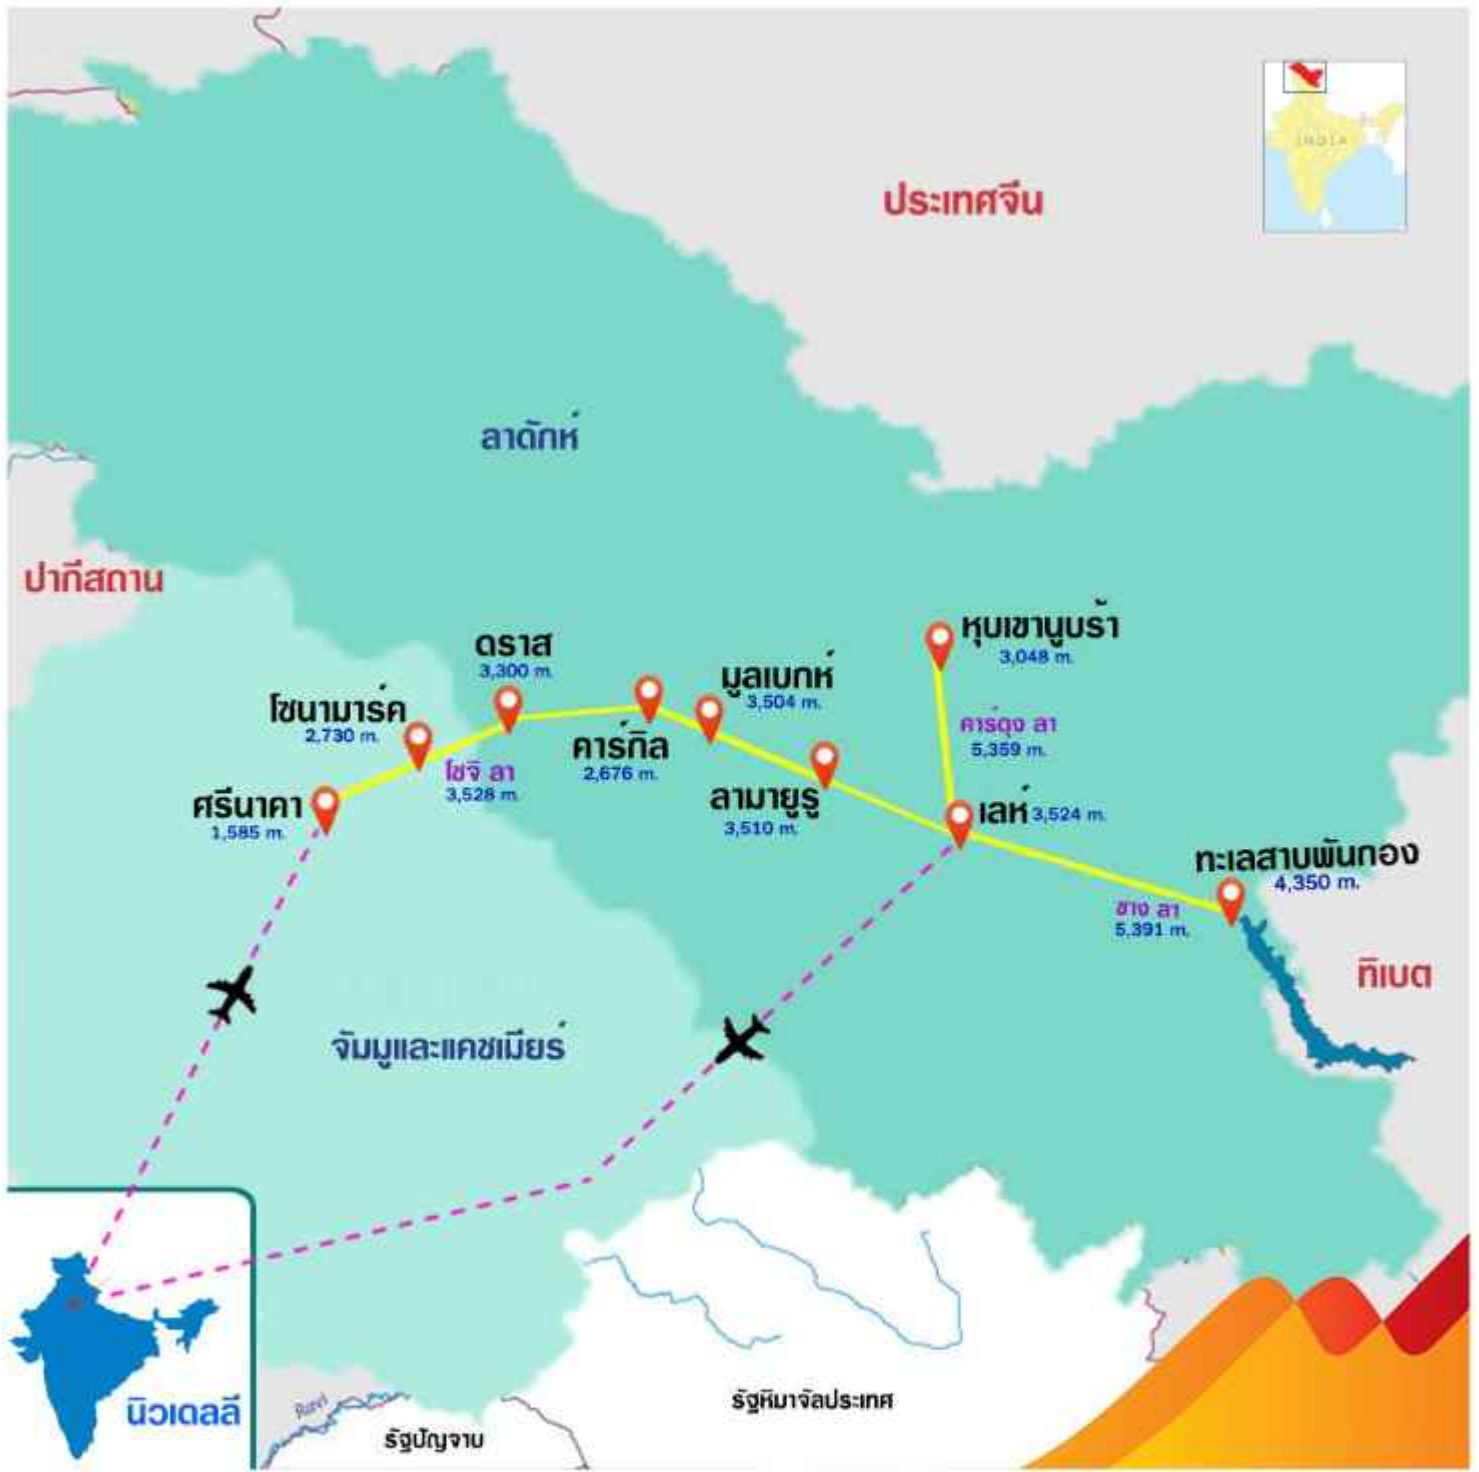 INDIA
ประเทศจีน
ลาดักห์
ปากีสถาน
หุบเขานูบร้า
3,048 m.
ดราส
3,300 m.
มูลเบกห์
3,504 m.
โซนามาร์ค
2,730 m.
คาร์ดุง ลา
5,359 m.
คาร์กิล
2,676 m.
โซจิ ลา
3,528 m.
ศรีนาคา
1,585 m.
ลามายูรู
3,510 m.
เลห์ 3,524 m.
ทะเลสาบพันกอง
4,350 m.
ชาง ลา
5,391 m.
ทิเบต
จัมมูและแคชเมียร์
นิวเดลลี
Ravi
รัฐหิมาจัลประเทศ
รัฐปัญจาบ